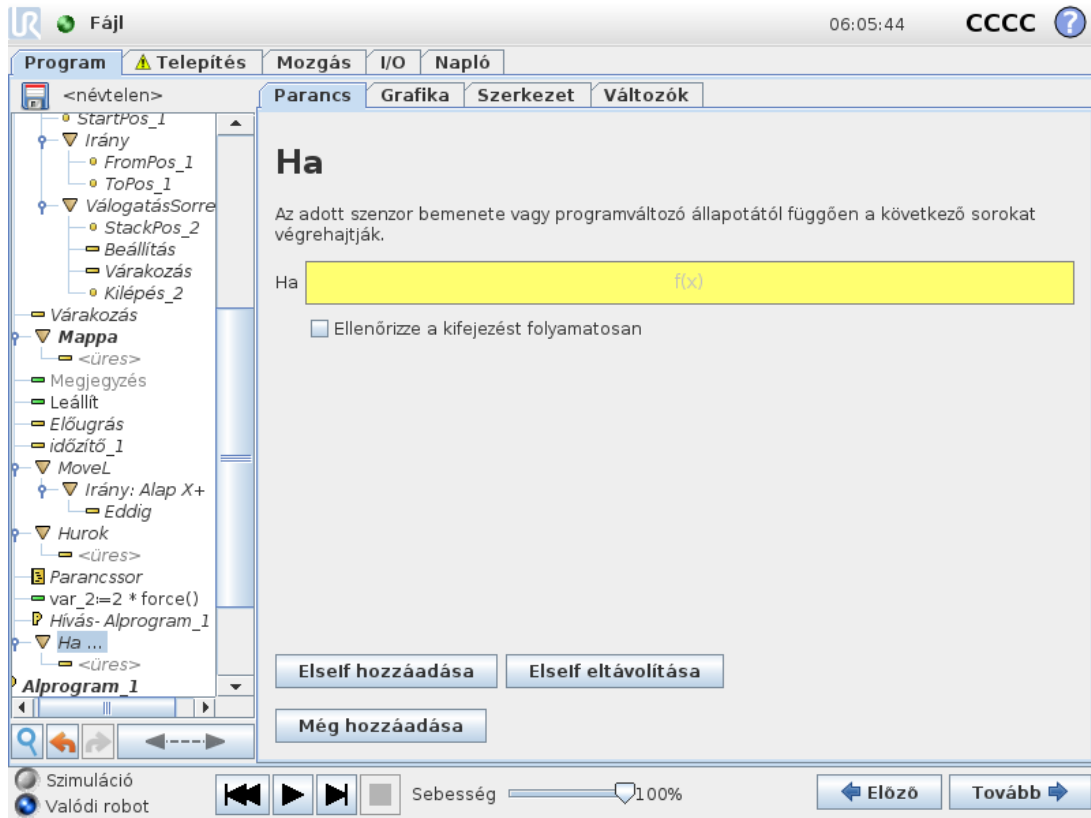 UR Fájl 06:05:44 CCCC ?
Program Telepítés Mozgás I/O Napló
<névtelen>
Parancs Grafika Szerkezet Változók
StartPos_1
Irány
FromPos_1
ToPos_1
VálogatásSorre
StackPos_2
Beállítás
Várakozás
Kilépés_2
Várakozás
Mappa
<üres>
Megjegyzés
Leállít
Előugrás
időzítő_1
MoveL
Irány: Alap X+
Eddig
Hurok
<üres>
Parancssor
var_2:=2 * force()
Hívás- Alprogram_1
Ha ...
<üres>
Alprogram_1
Ha
Az adott szenzor bemenete vagy programváltozó állapotától függően a következő sorokat
végrehajtják.
Ha f(x)
Ellenőrizze a kifejezést folyamatosan
ElseIf hozzáadása ElseIf eltávolítása
Még hozzáadása
Szimuláció
Valódi robot
Sebesség 100%
Előző Tovább